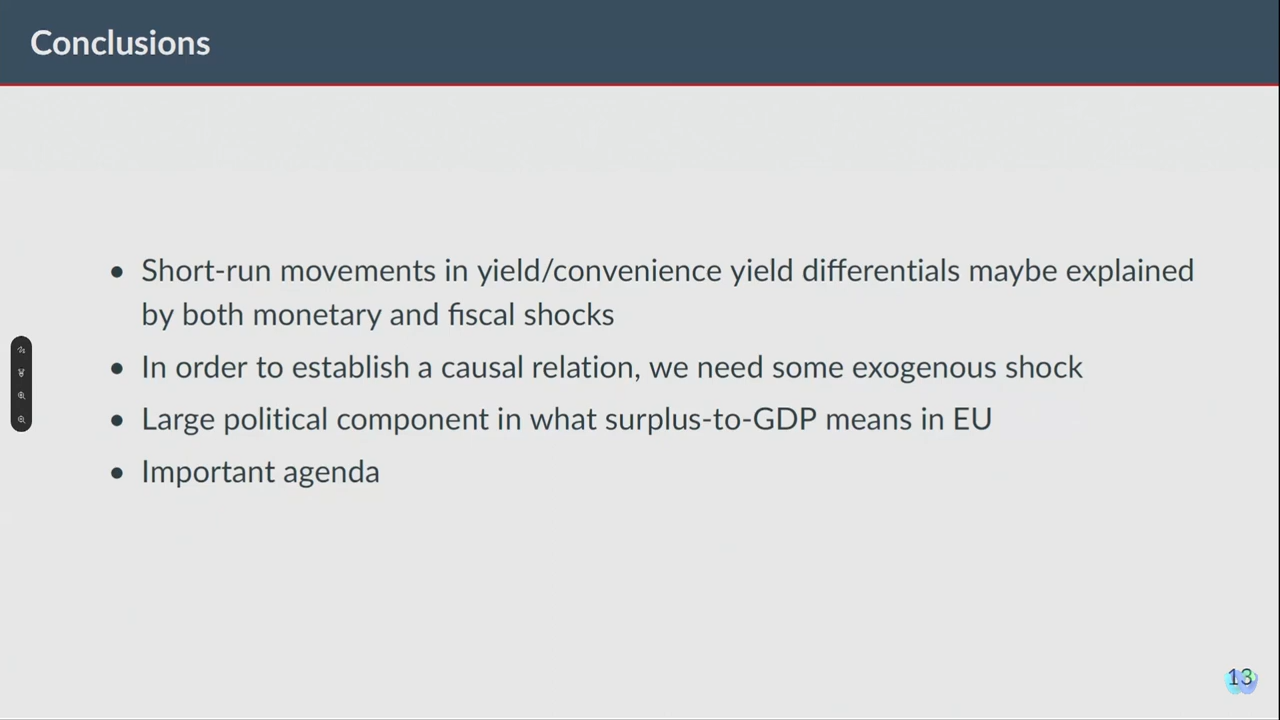 Conclusions
• Short-run movements in yield/convenience yield differentials maybe explained
by both monetary and fiscal shocks
• In order to establish a causal relation, we need some exogenous shock
• Large political component in what surplus-to-GDP means in EU
• Important agenda
13